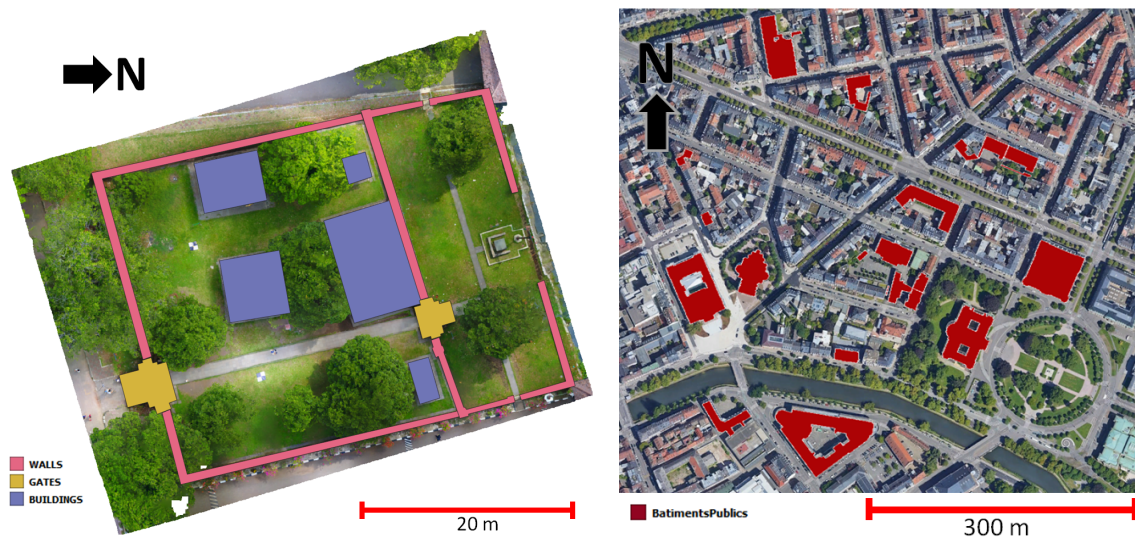 N
WALLS
GATES
BUILDINGS
20 m
N
BatimentsPublics
300 m